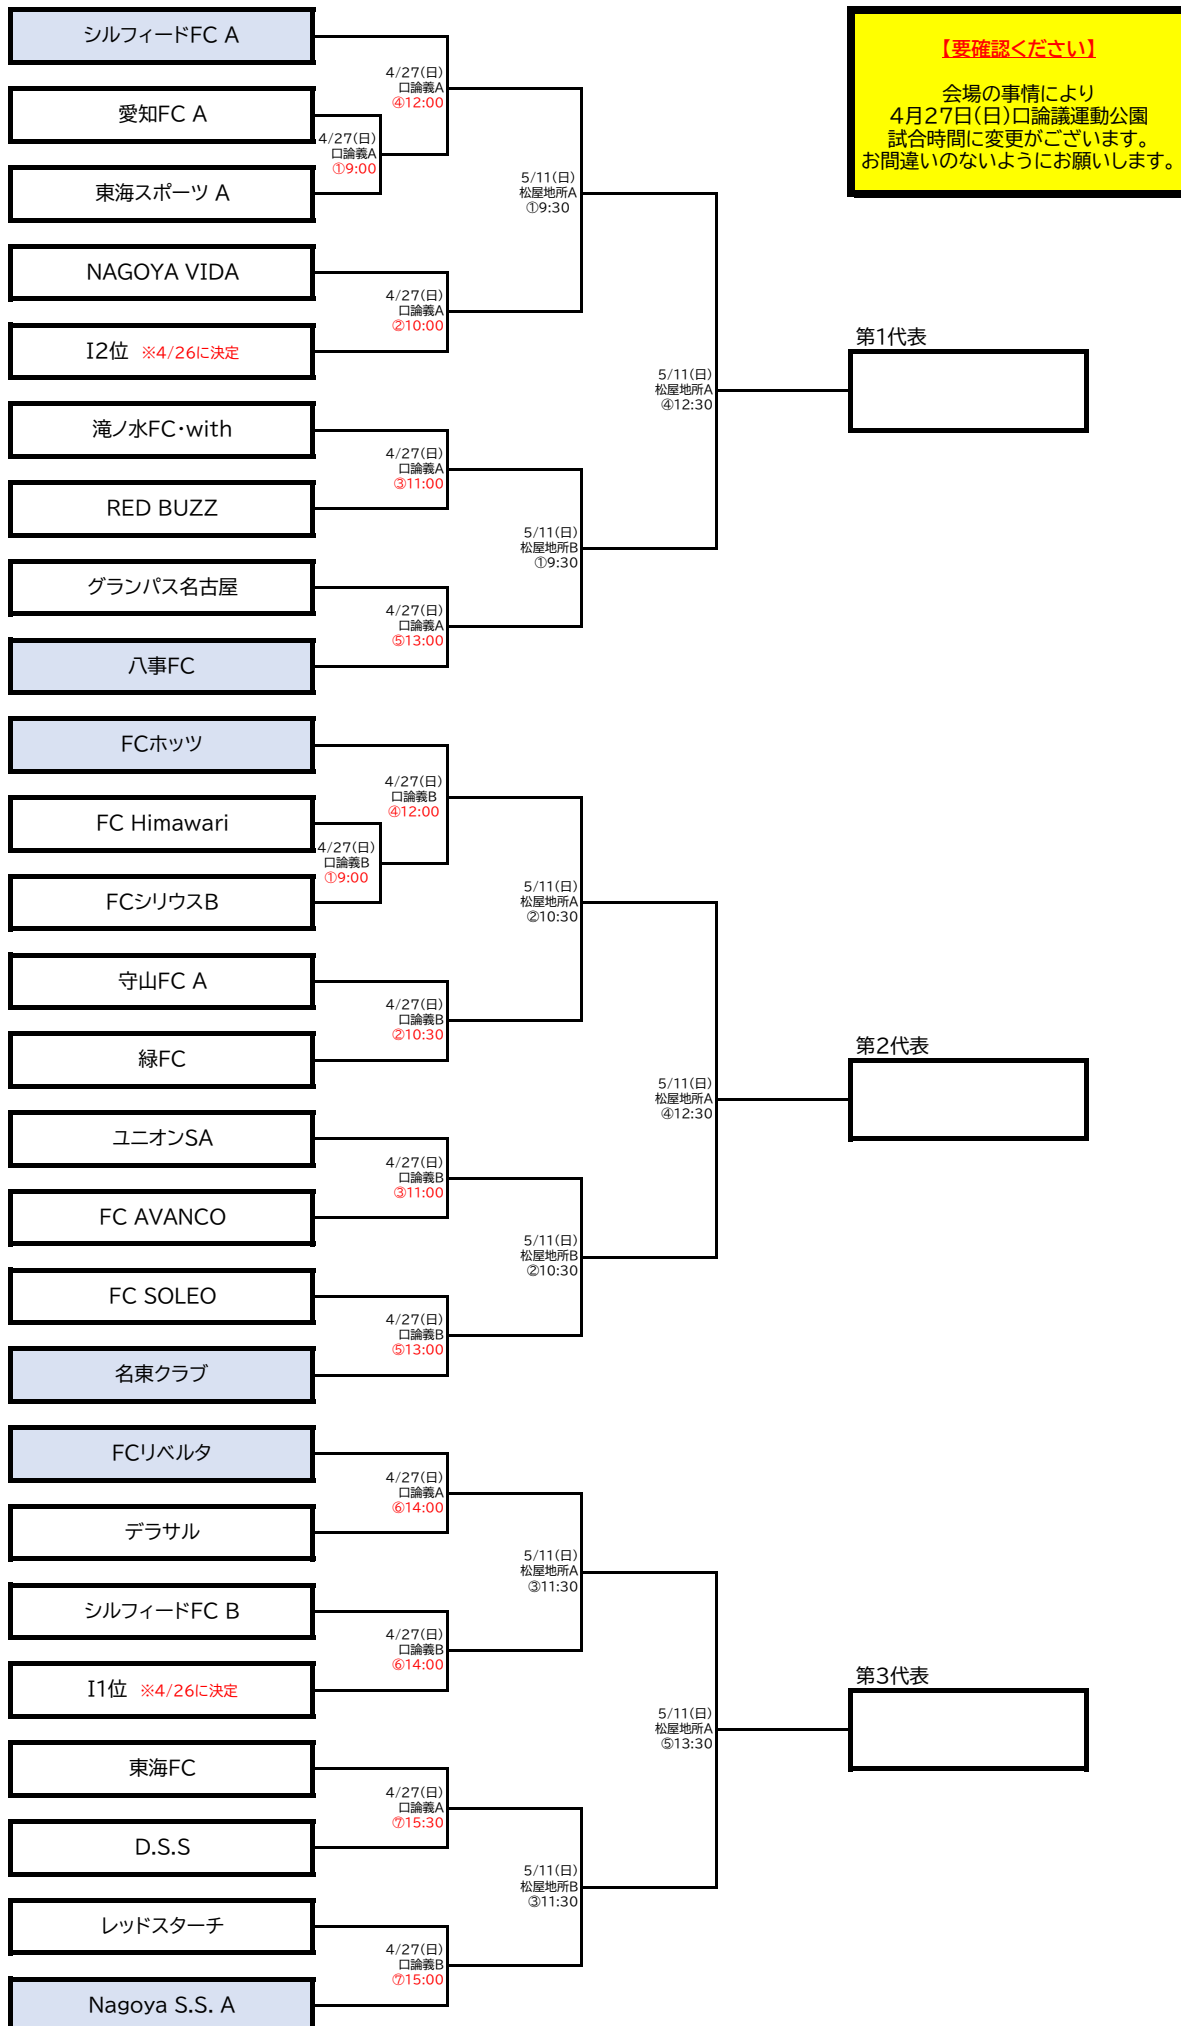 シルフィードFC A
【要確認ください】
会場の事情により
4月27日(日)口論議運動公園
試合時間に変更がございます。
お間違いのないようにお願いします。
4/27(日)
口論義A
④12:00
愛知FC A
4/27(日)
口論義A
①9:00
東海スポーツ A
5/11(日)
松屋地所A
①9:30
NAGOYA VIDA
4/27(日)
口論義A
②10:00
I2位 ※4/26に決定
第1代表
5/11(日)
松屋地所A
④12:30
滝ノ水FC・with
4/27(日)
口論義A
③11:00
RED BUZZ
5/11(日)
松屋地所B
①9:30
グランパス名古屋
4/27(日)
口論義A
⑤13:00
八事FC
FCホッツ
4/27(日)
口論義B
④12:00
FC Himawari
4/27(日)
口論義B
①9:00
FCシリウスB
5/11(日)
松屋地所A
②10:30
守山FC A
4/27(日)
口論義B
②10:30
緑FC
第2代表
5/11(日)
松屋地所A
④12:30
ユニオンSA
4/27(日)
口論義B
③11:00
FC AVANCO
5/11(日)
松屋地所B
②10:30
FC SOLEO
4/27(日)
口論義B
⑤13:00
名東クラブ
FCリベルタ
4/27(日)
口論義A
⑥14:00
デラサル
5/11(日)
松屋地所A
③11:30
シルフィードFC B
4/27(日)
口論義B
⑥14:00
I1位 ※4/26に決定
第3代表
5/11(日)
松屋地所A
⑤13:30
東海FC
4/27(日)
口論義A
⑦15:30
D.S.S
5/11(日)
松屋地所B
③11:30
レッドスターチ
4/27(日)
口論義B
⑦15:00
Nagoya S.S. A